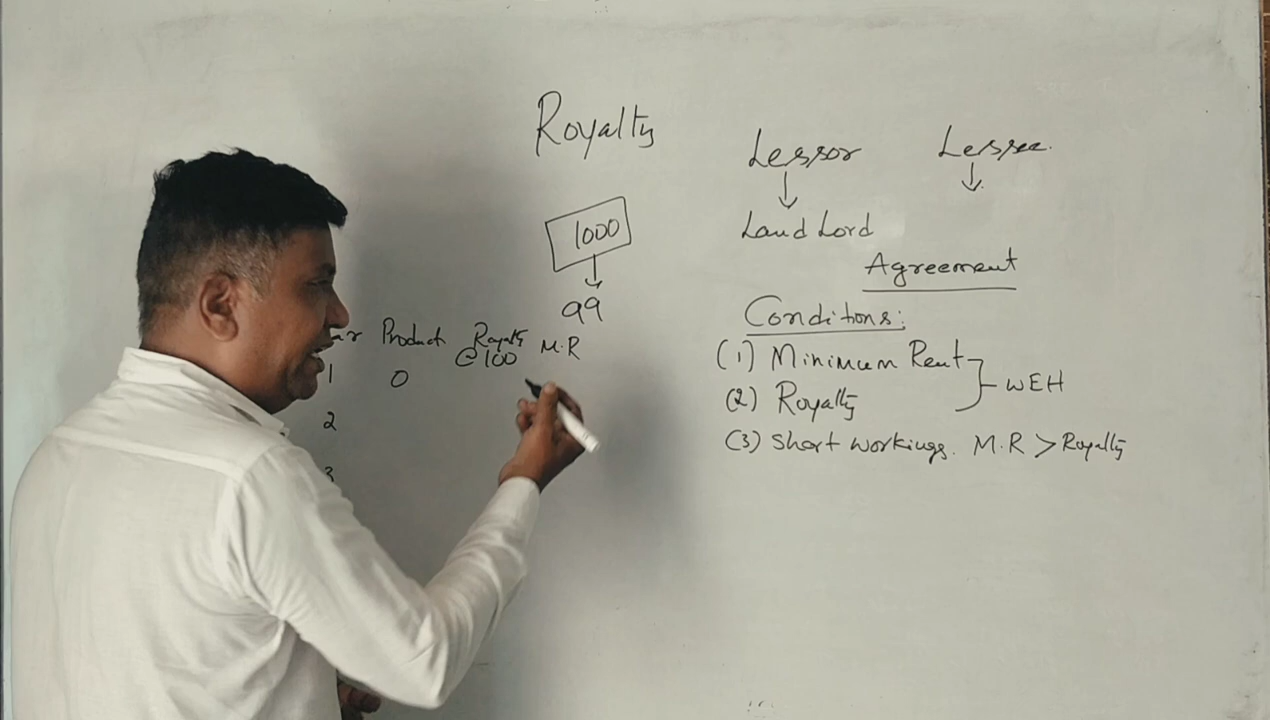 Royalty
Lessor Lessee.
Land Lord
1000
99
Agreement
Conditions:
(1) Minimum Rent
(2) Royalty
WEH
(3) Short workings. M.R > Royalty
Product Royalty M.R
@ 100
1 0
2
3